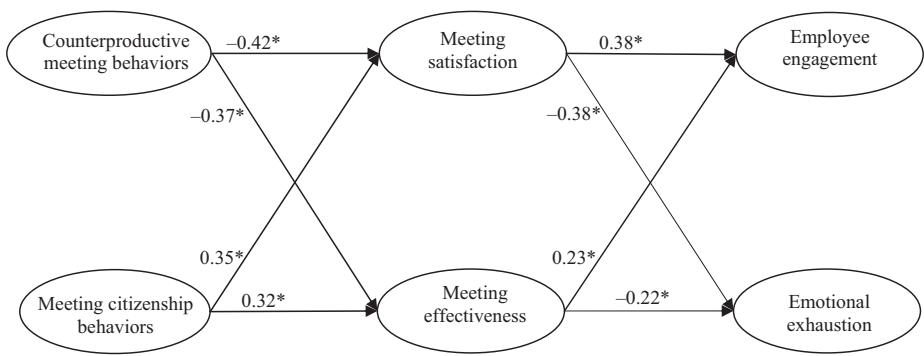 Counterproductive
meeting behaviors
–0.42*
Meeting
satisfaction
0.38*
Employee
engagement
–0.37*
–0.38*
0.35*
0.23*
Meeting citizenship
behaviors
0.32*
Meeting
effectiveness
–0.22*
Emotional
exhaustion